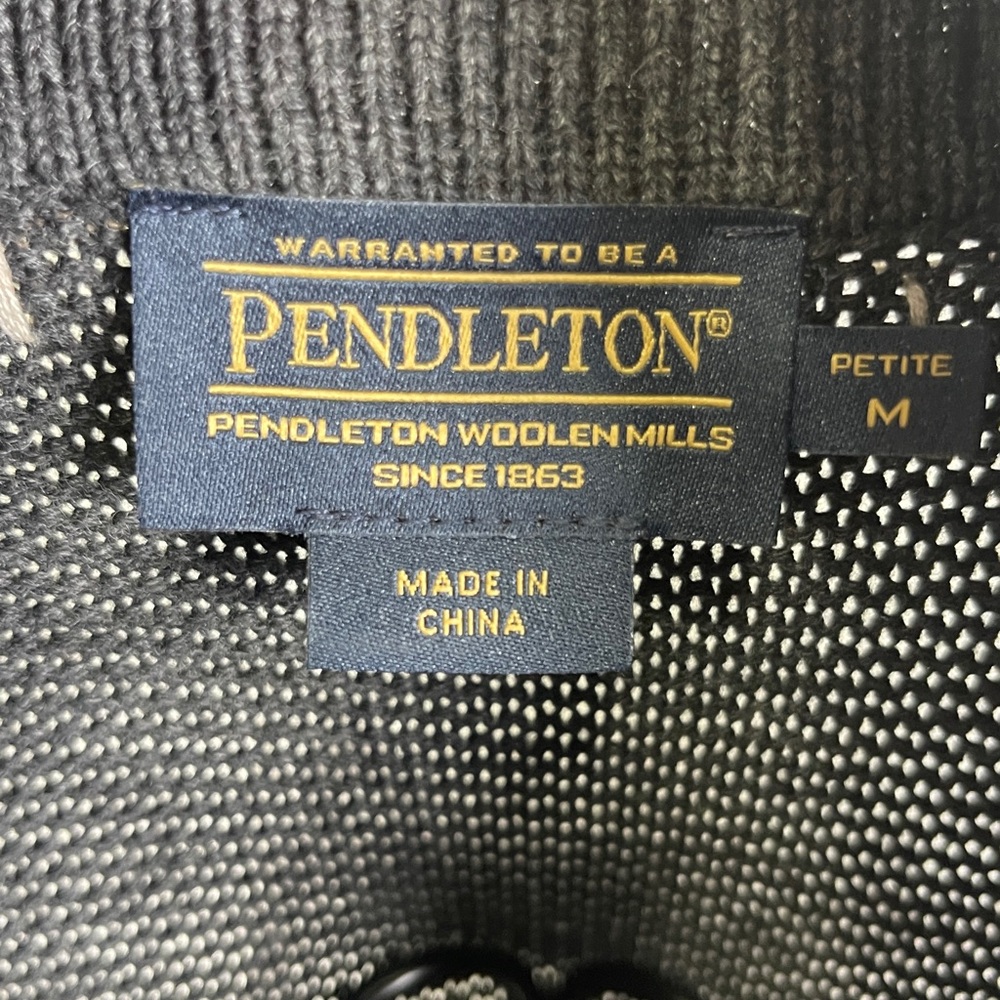 WARRANTED TO BE A
PENDLETON®
PENDLETON WOOLEN MILLS
SINCE 1863
PETITE
M
MADE IN
CHINA